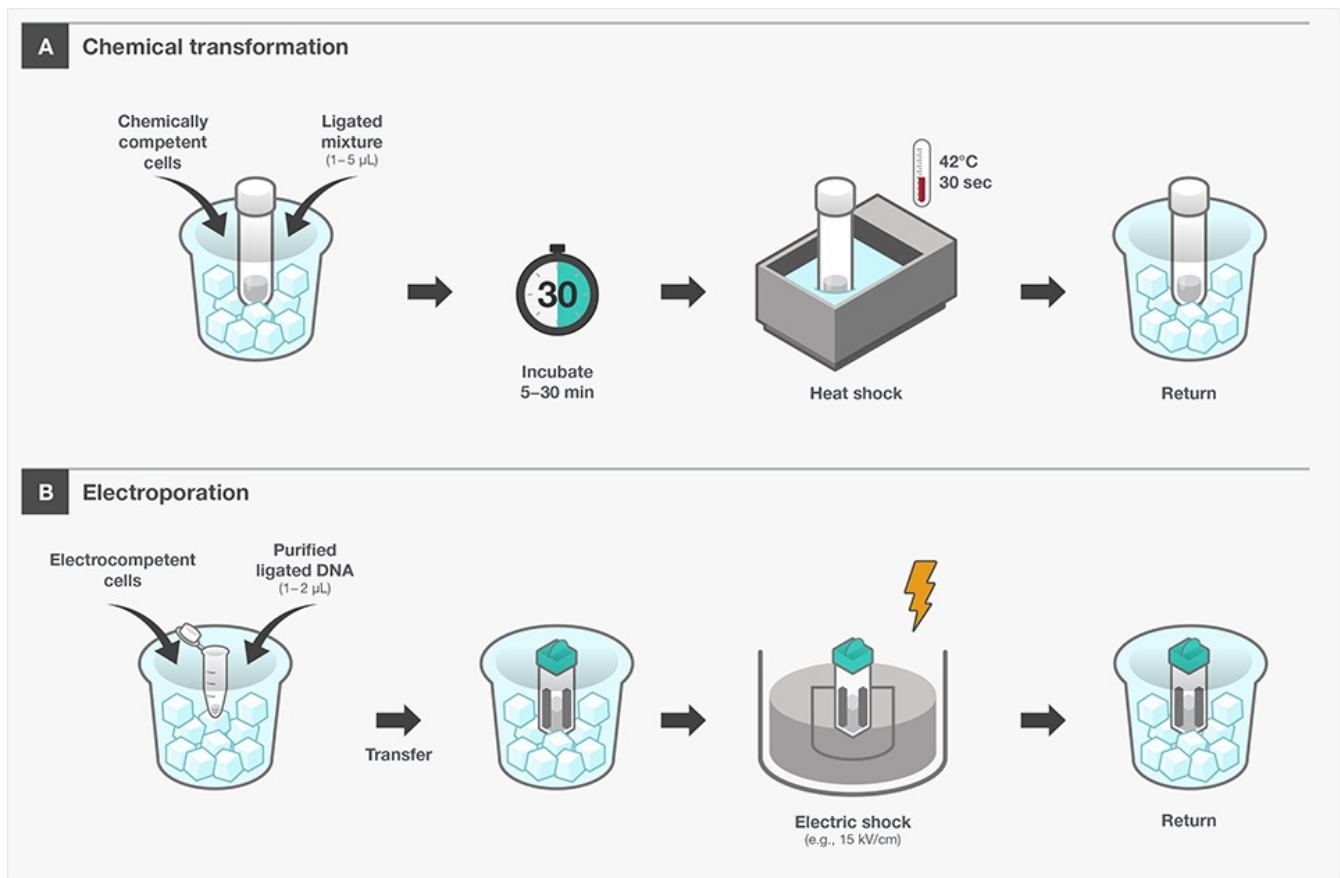 A
Chemical transformation
Chemically
competent
cells
Ligated
mixture
(1–5 µL)
30
Incubate
5–30 min
42°C
30 sec
Heat shock
Return
B
Electroporation
Electrocompetent
cells
Purified
ligated DNA
(1–2 µL)
Transfer
Electric shock
(e.g., 15 kV/cm)
Return